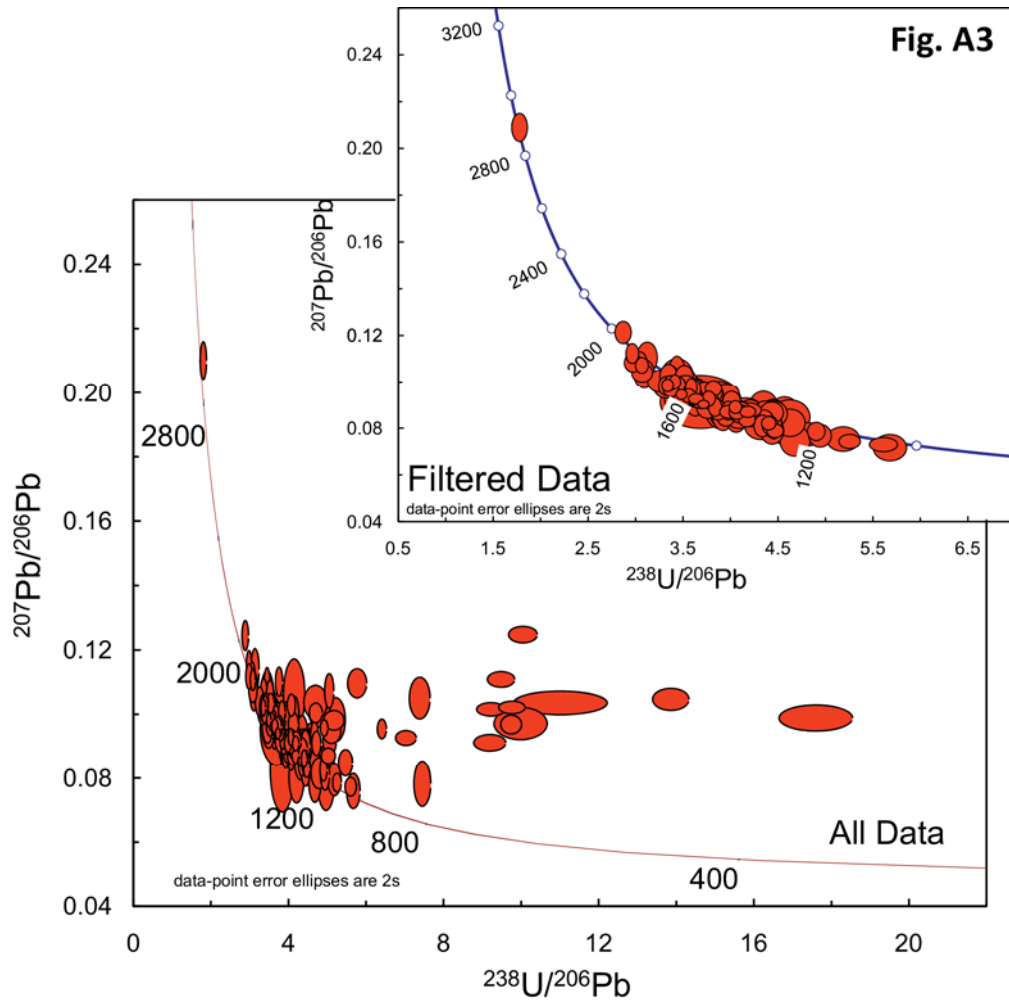 Fig. A3
3200
2800
2400
2000
1600
1200
0.24
0.20
0.16
0.12
0.08
0.04
207Pb/206Pb
Filtered Data
data-point error ellipses are 2s
0.5 1.5 2.5 3.5 4.5 5.5 6.5
238U/206Pb
0.24
0.20
0.16
0.12
0.08
0.04
207Pb/206Pb
2800
2000
1200
800
400
All Data
data-point error ellipses are 2s
0 4 8 12 16 20
238U/206Pb